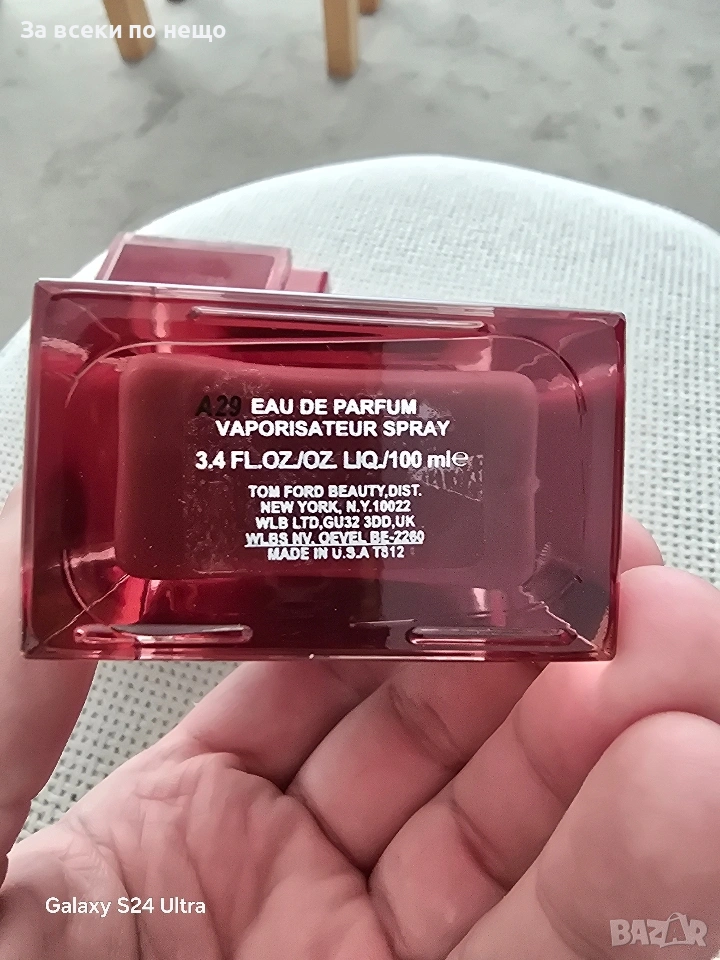 За всеки по нещо
A29 EAU DE PARFUM
VAPORISATEUR SPRAY
3.4 FL.OZ./OZ. LIQ./100 ml℮
TOM FORD BEAUTY,DIST.
NEW YORK, N.Y.10022
WLB LTD,GU32 3DD,UK
WLBS NV. OEVEL BE-2260
MADE IN U.S.A T812
Galaxy S24 Ultra
BAZAR